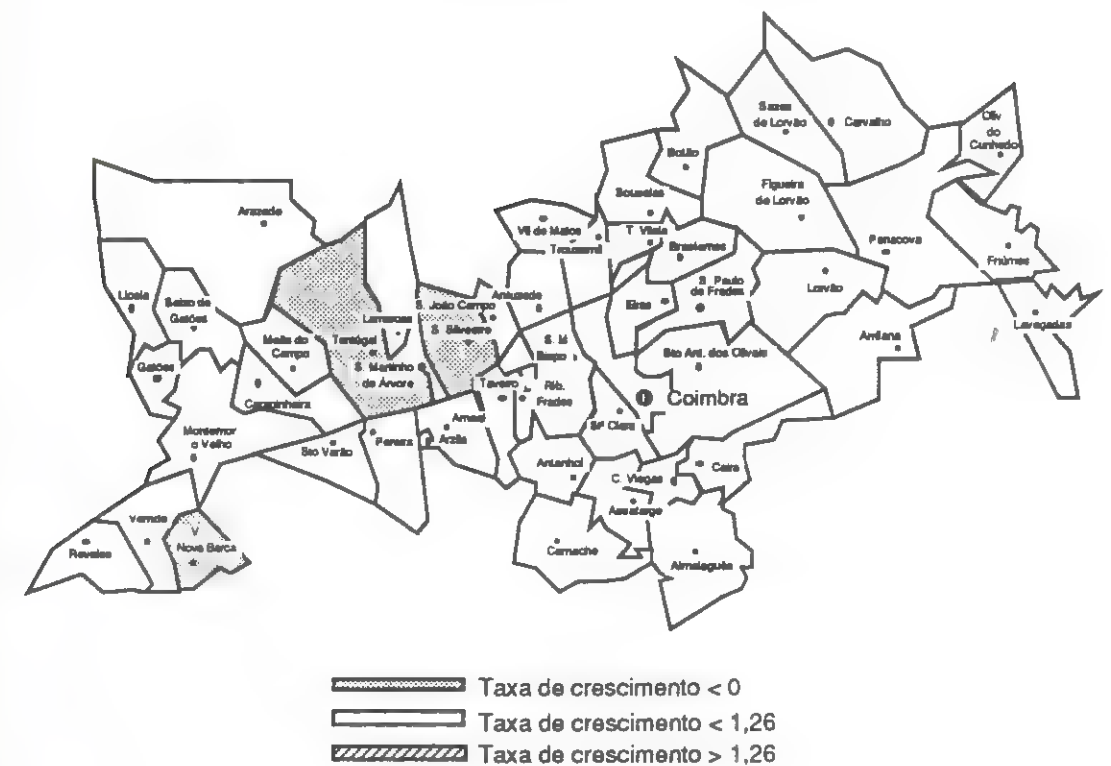 Sazes
de Lorvão
Carvalho
Oliv
do
Cunhedo
Botão
Figueira
de Lorvão
Souselas
Arazede
Vil de Matos
T. Vilela
Trouxemil
Brasfemes
Penacova
Friúmes
S. Paulo
de Frades
Lorvão
Liceia
Seixo de
Gatões
S. João Campo
Antuzede
Eiras
Lavegadas
Lamarosa
S. Silvestre
Meãs do
Campo
Tentúgal
S. M
Bispo
Sto Ant. dos Olivais
Arrifana
Gatões
S. Martinho
de Árvore
Taveiro
Rib.
Frades
Coimbra
Carapinheira
Ameal
Stª Clara
Montemor
o Velho
Sto Varão
Pereira
Arzila
Antanhol
C. Viegas
Ceira
Assafarge
Verride
V
Nova Barca
Reveles
Cernache
Almalaguês
Taxa de crescimento < 0
Taxa de crescimento < 1,26
Taxa de crescimento > 1,26